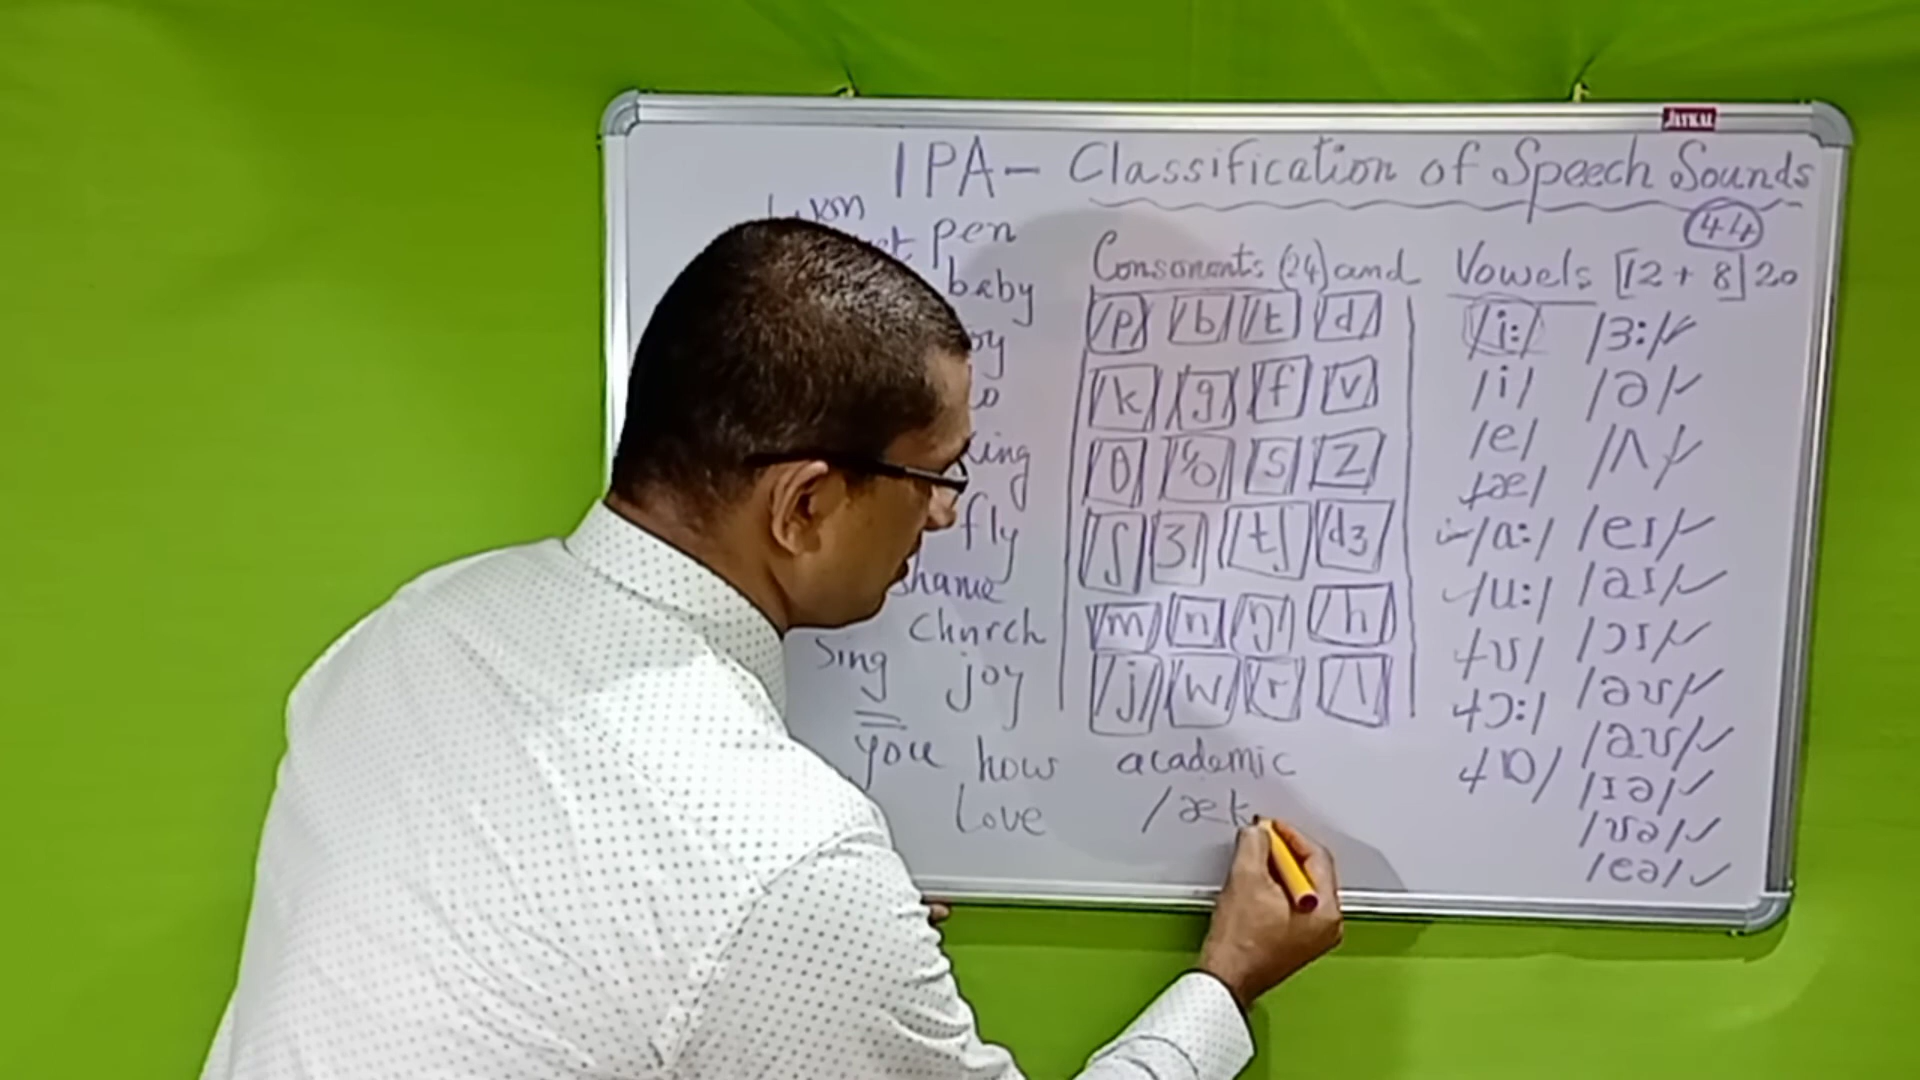 JAYKAL
IPA - Classification of Speech Sounds
44
Consonants (24) and Vowels [12 + 8] 20
pen
baby
fly
shame
church
sing joy
you how academic
love /æk
/p/ /b/ /t/ /d/
/k/ /g/ /f/ /v/
/θ/ /ð/ /s/ /z/
/ʃ/ /ʒ/ /tʃ/ /dʒ/
/m/ /n/ /ŋ/ /h/
/j/ /w/ /r/ /l/
/i:/ /ɜ:/
/i/ /ə/
/e/ /ʌ/
/æ/
/a:/ /eɪ/
/u:/ /aɪ/
/ʊ/ /ɔɪ/
/ɔ:/ /əʊ/
/ɒ/ /aʊ/
/ɪə/
/ʊə/
/eə/